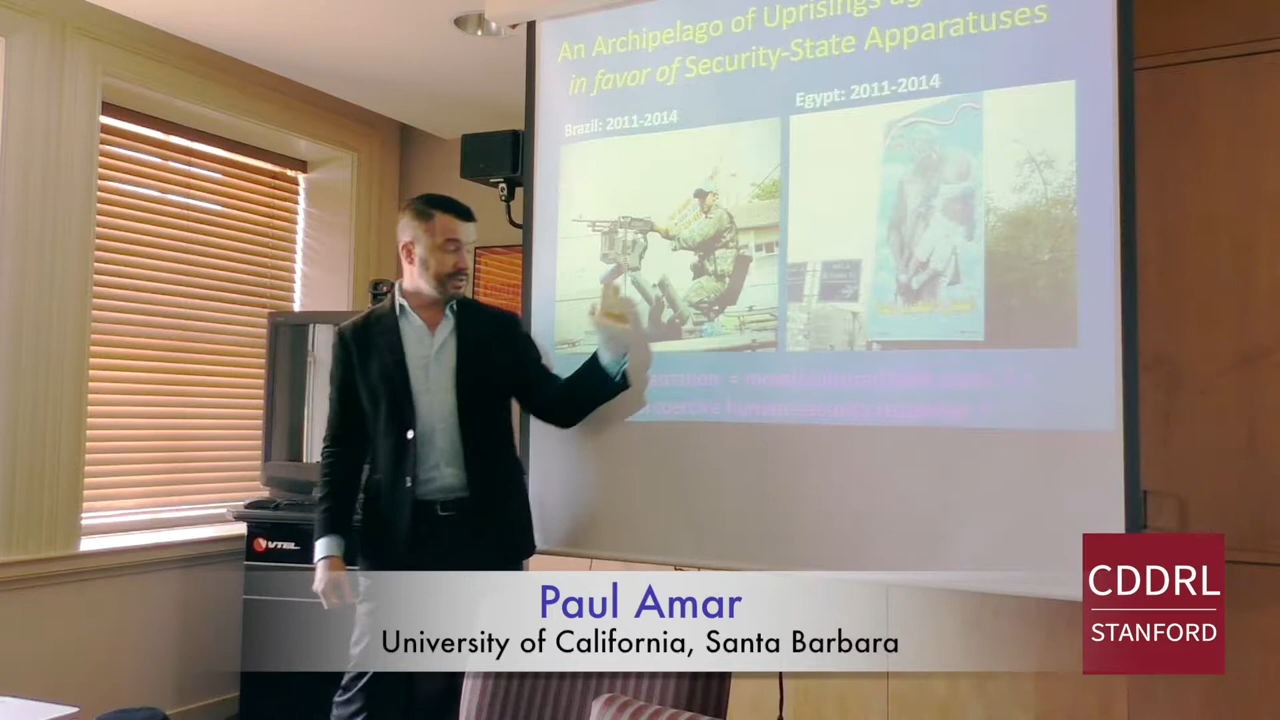 An Archipelago of Uprisings
in favor of Security-State Apparatuses
Brazil: 2011-2014
Egypt: 2011-2014
VTEL
Paul Amar
University of California, Santa Barbara
CDDRL
STANFORD